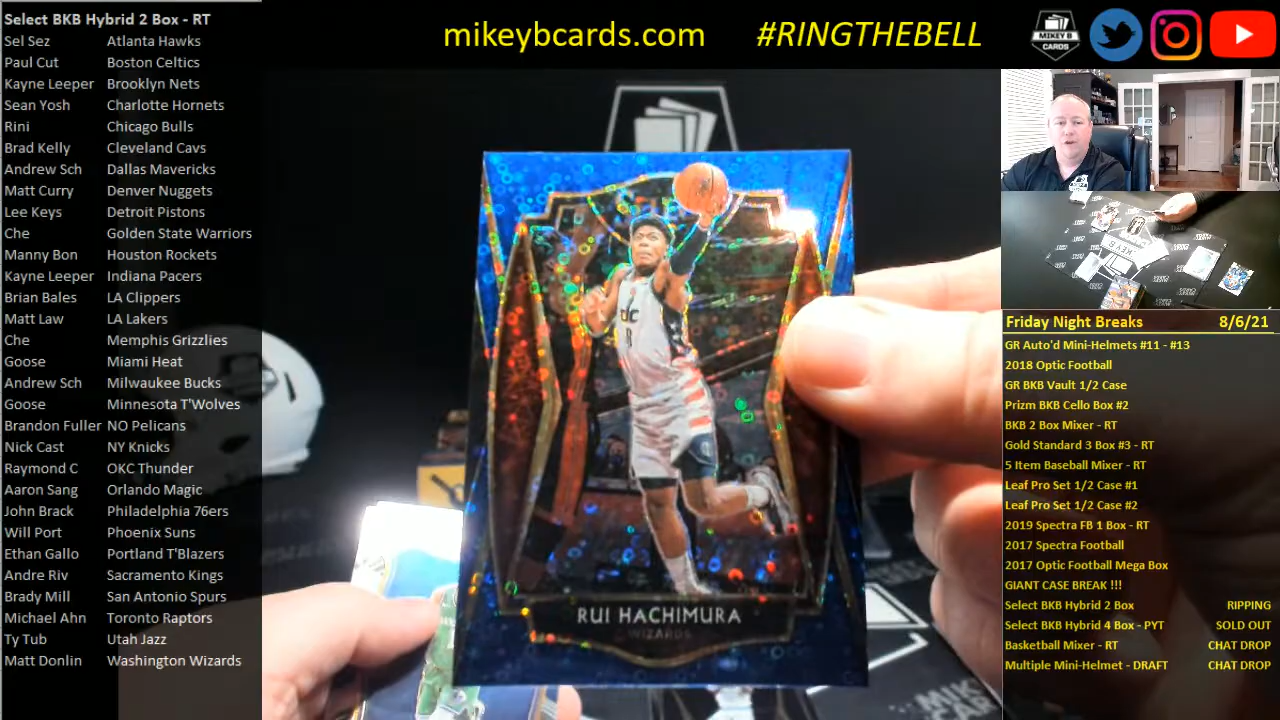 Select BKB Hybrid 2 Box - RT
Sel Sez Atlanta Hawks
Paul Cut Boston Celtics
Kayne Leeper Brooklyn Nets
Sean Yosh Charlotte Hornets
Rini Chicago Bulls
Brad Kelly Cleveland Cavs
Andrew Sch Dallas Mavericks
Matt Curry Denver Nuggets
Lee Keys Detroit Pistons
Che Golden State Warriors
Manny Bon Houston Rockets
Kayne Leeper Indiana Pacers
Brian Bales LA Clippers
Matt Law LA Lakers
Che Memphis Grizzlies
Goose Miami Heat
Andrew Sch Milwaukee Bucks
Goose Minnesota T'Wolves
Brandon Fuller NO Pelicans
Nick Cast NY Knicks
Raymond C OKC Thunder
Aaron Sang Orlando Magic
John Brack Philadelphia 76ers
Will Port Phoenix Suns
Ethan Gallo Portland T'Blazers
Andre Riv Sacramento Kings
Brady Mill San Antonio Spurs
Michael Ahn Toronto Raptors
Ty Tub Utah Jazz
Matt Donlin Washington Wizards
mikeybcards.com #RINGTHEBELL
MIKEY B
CARDS
RUI HACHIMURA
WIZARDS
Friday Night Breaks 8/6/21
GR Auto'd Mini-Helmets #11 - #13
2018 Optic Football
GR BKB Vault 1/2 Case
Prizm BKB Cello Box #2
BKB 2 Box Mixer - RT
Gold Standard 3 Box #3 - RT
5 Item Baseball Mixer - RT
Leaf Pro Set 1/2 Case #1
Leaf Pro Set 1/2 Case #2
2019 Spectra FB 1 Box - RT
2017 Spectra Football
2017 Optic Football Mega Box
GIANT CASE BREAK !!!
Select BKB Hybrid 2 Box RIPPING
Select BKB Hybrid 4 Box - PYT SOLD OUT
Basketball Mixer - RT CHAT DROP
Multiple Mini-Helmet - DRAFT CHAT DROP